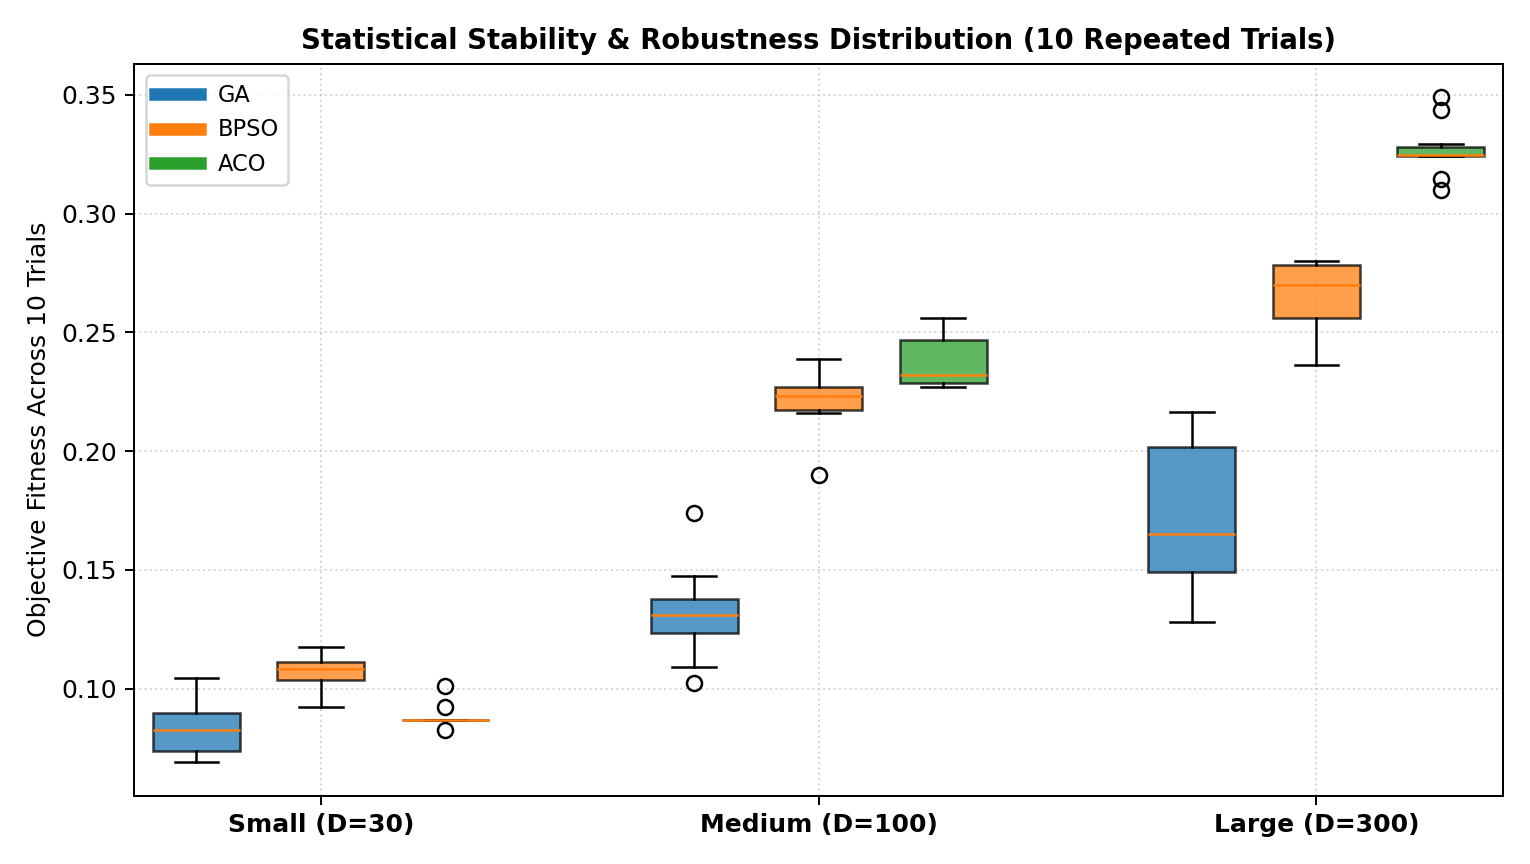 Statistical Stability & Robustness Distribution (10 Repeated Trials)
GA
BPSO
ACO
Objective Fitness Across 10 Trials
0.35
0.30
0.25
0.20
0.15
0.10
Small (D=30)
Medium (D=100)
Large (D=300)